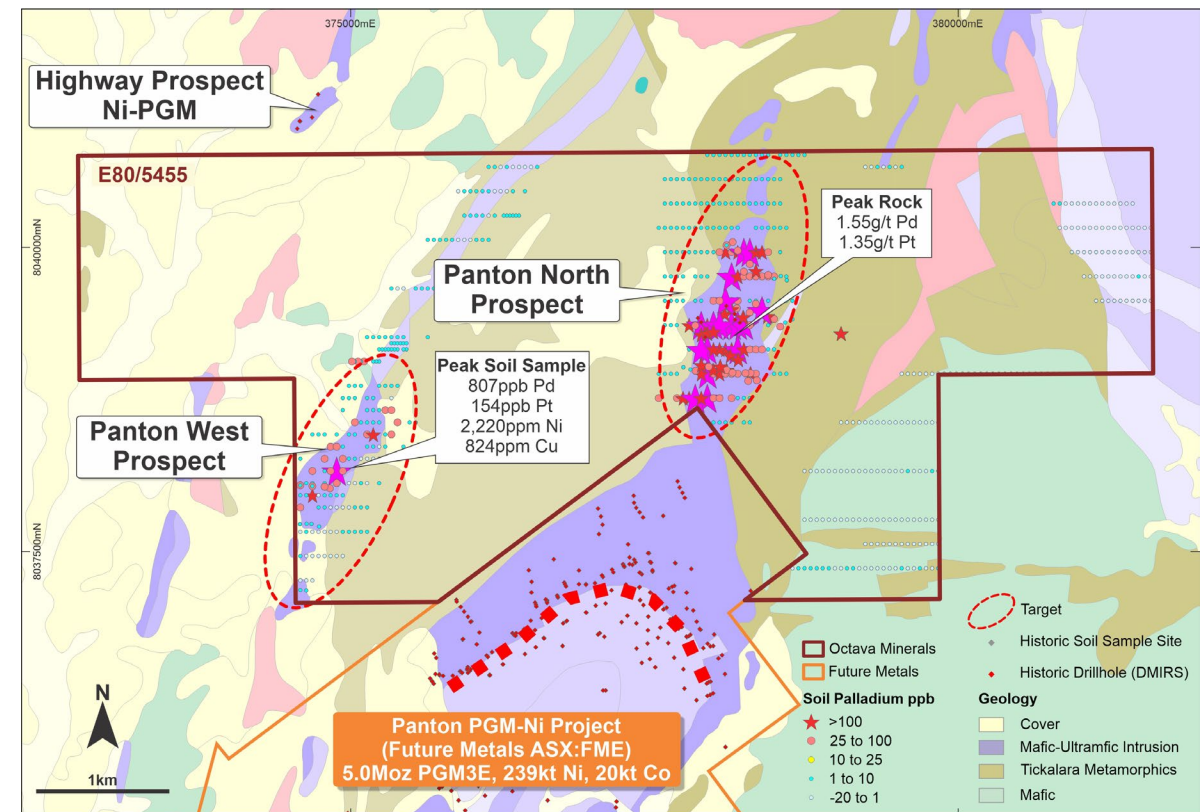 375000mE
380000mE
Highway Prospect
Ni-PGM
E80/5455
8040000mN
Peak Rock
1.55g/t Pd
1.35g/t Pt
Panton North
Prospect
Peak Soil Sample
807ppb Pd
154ppb Pt
2,220ppm Ni
824ppm Cu
Panton West
Prospect
8037500mN
N
1km
Panton PGM-Ni Project
(Future Metals ASX:FME)
5.0Moz PGM3E, 239kt Ni, 20kt Co
Octava Minerals
Future Metals
Soil Palladium ppb
>100
25 to 100
10 to 25
1 to 10
-20 to 1
Target
Historic Soil Sample Site
Historic Drillhole (DMIRS)
Geology
Cover
Mafic-Ultramfic Intrusion
Tickalara Metamorphics
Mafic
375000mE
380000mE